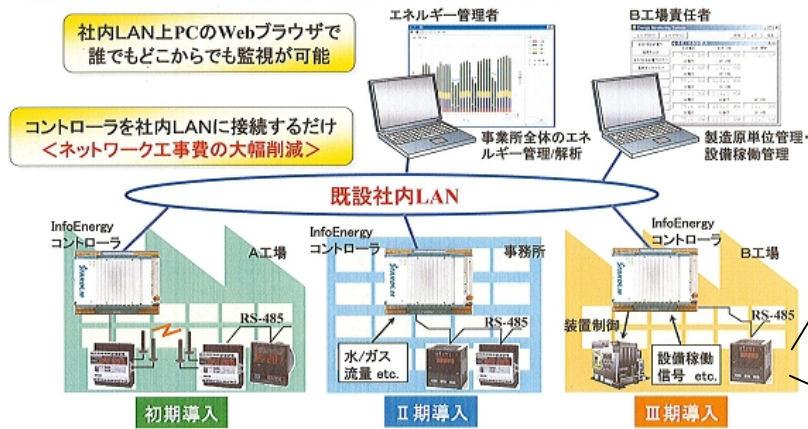 社内LAN上PCのWebブラウザで
誰でもどこからでも監視が可能
エネルギー管理者
B工場責任者
コントローラを社内LANに接続するだけ
＜ネットワーク工事費の大幅削減＞
事業所全体のエネ
ルギー管理/解析
製造原単位管理・
設備稼働管理
既設社内LAN
InfoEnergy
コントローラ
A工場
RS-485
初期導入
InfoEnergy
コントローラ
事務所
水/ガス
流量 etc.
RS-485
Ⅱ期導入
InfoEnergy
コントローラ
B工場
装置制御
設備稼働
信号 etc.
RS-485
Ⅲ期導入